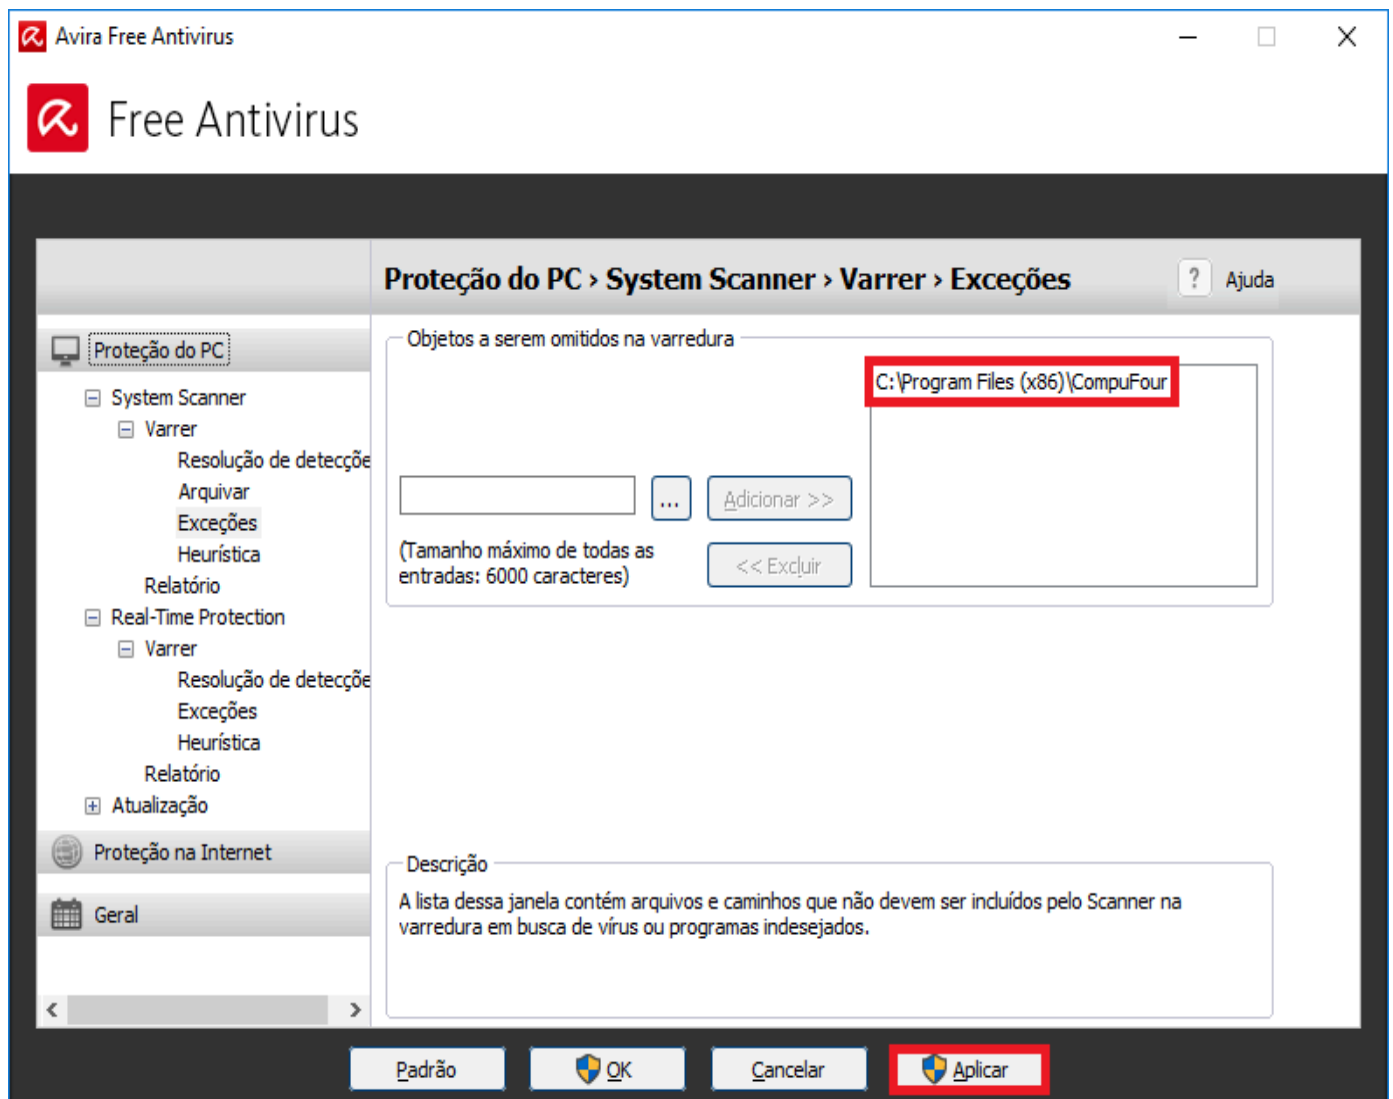 Avira Free Antivirus
Free Antivirus
Proteção do PC › System Scanner › Varrer › Exceções
? Ajuda
Proteção do PC
System Scanner
Varrer
Resolução de detecçõe
Arquivar
Exceções
Heurística
Relatório
Real-Time Protection
Varrer
Resolução de detecçõe
Exceções
Heurística
Relatório
Atualização
Proteção na Internet
Geral
Objetos a serem omitidos na varredura
C:\Program Files (x86)\CompuFour
...
Adicionar >>
(Tamanho máximo de todas as
entradas: 6000 caracteres)
<< Excluir
Descrição
A lista dessa janela contém arquivos e caminhos que não devem ser incluídos pelo Scanner na
varredura em busca de vírus ou programas indesejados.
Padrão
OK
Cancelar
Aplicar